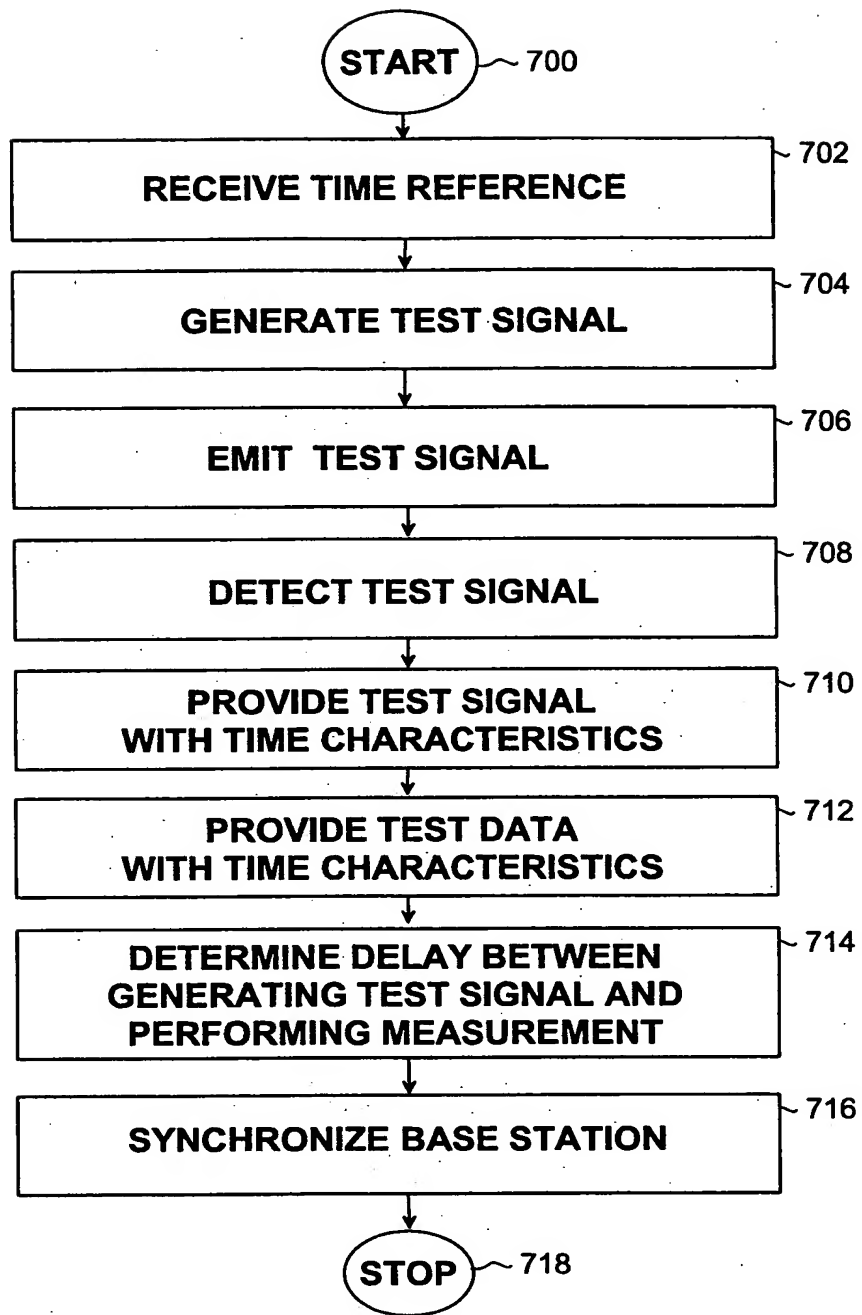 START
700
702
RECEIVE TIME REFERENCE
704
GENERATE TEST SIGNAL
706
EMIT TEST SIGNAL
708
DETECT TEST SIGNAL
710
PROVIDE TEST SIGNAL
WITH TIME CHARACTERISTICS
712
PROVIDE TEST DATA
WITH TIME CHARACTERISTICS
714
DETERMINE DELAY BETWEEN
GENERATING TEST SIGNAL AND
PERFORMING MEASUREMENT
716
SYNCHRONIZE BASE STATION
STOP
718